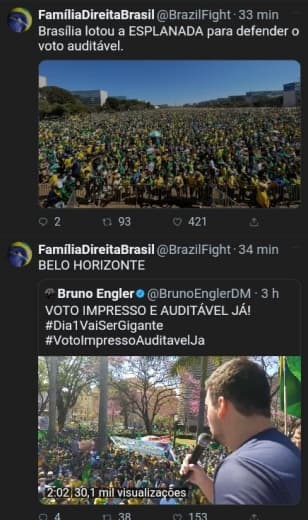 FamíliaDireitaBrasil @BrazilFight · 33 min
Brasília lotou a ESPLANADA para defender o
voto auditável.
2 93 421
FamíliaDireitaBrasil @BrazilFight · 34 min
BELO HORIZONTE
Bruno Engler @BrunoEnglerDM · 3 h
VOTO IMPRESSO E AUDITÁVEL JÁ!
#Dia1VaiSerGigante
#VotoImpressoAuditavelJa
2:02 30,1 mil visualizações
4 38 153